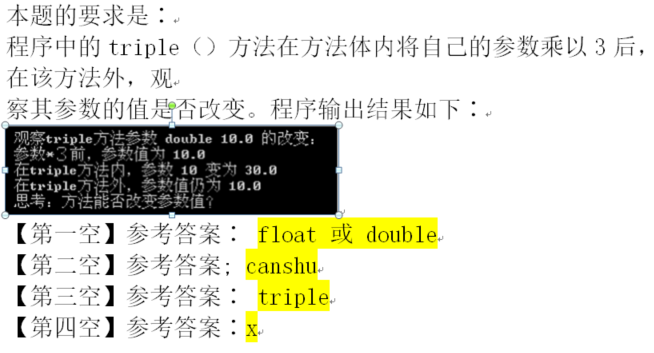 本题的要求是：
程序中的triple（）方法在方法体内将自己的参数乘以3后，
在该方法外，观
察其参数的值是否改变。程序输出结果如下：
观察triple方法参数 double 10.0 的改变:
参数*３前, 参数值为 10.0
在triple方法内, 参数 10 变为 30.0
在triple方法外, 参数值仍为 10.0
思考: 方法能否改变参数值?
【第一空】参考答案： float 或 double
【第二空】参考答案; canshu
【第三空】参考答案： triple
【第四空】参考答案：x